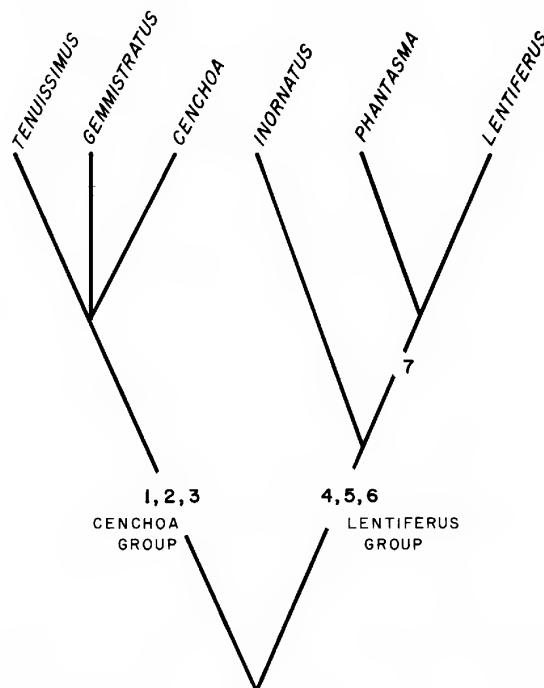 TENUISSIMUS
GEMMISTRATUS
CENCHOA
INORNATUS
PHANTASMA
LENTIFERUS
7
1, 2, 3
4, 5, 6
CENCHOA
GROUP
LENTIFERUS
GROUP